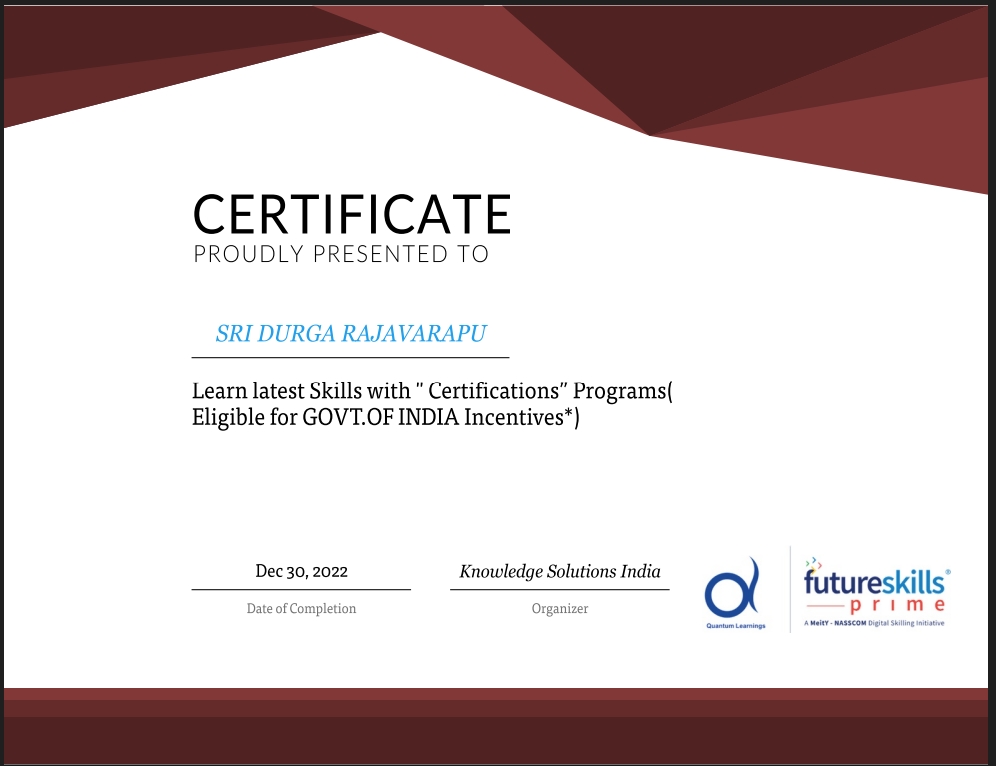 CERTIFICATE
PROUDLY PRESENTED TO
SRI DURGA RAJAVARAPU
Learn latest Skills with " Certifications" Programs(
Eligible for GOVT.OF INDIA Incentives*)
Dec 30, 2022
Date of Completion
Knowledge Solutions India
Organizer
Quantum Learnings
futureskills®
prime
A MeitY - NASSCOM Digital Skilling Initiative